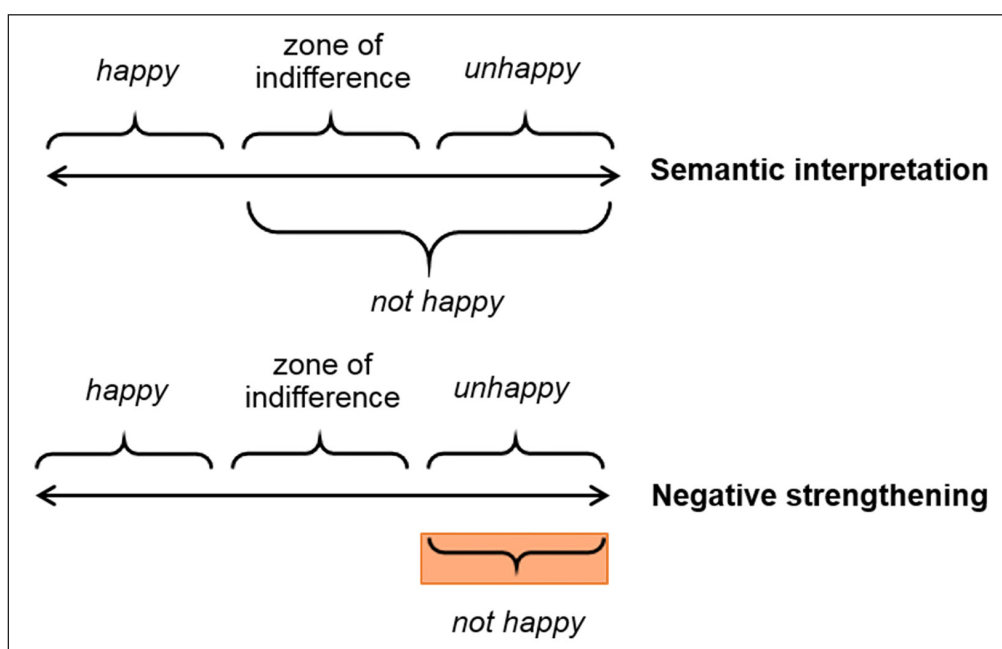 happy
zone of
indifference
unhappy
Semantic interpretation
not happy
happy
zone of
indifference
unhappy
Negative strengthening
not happy